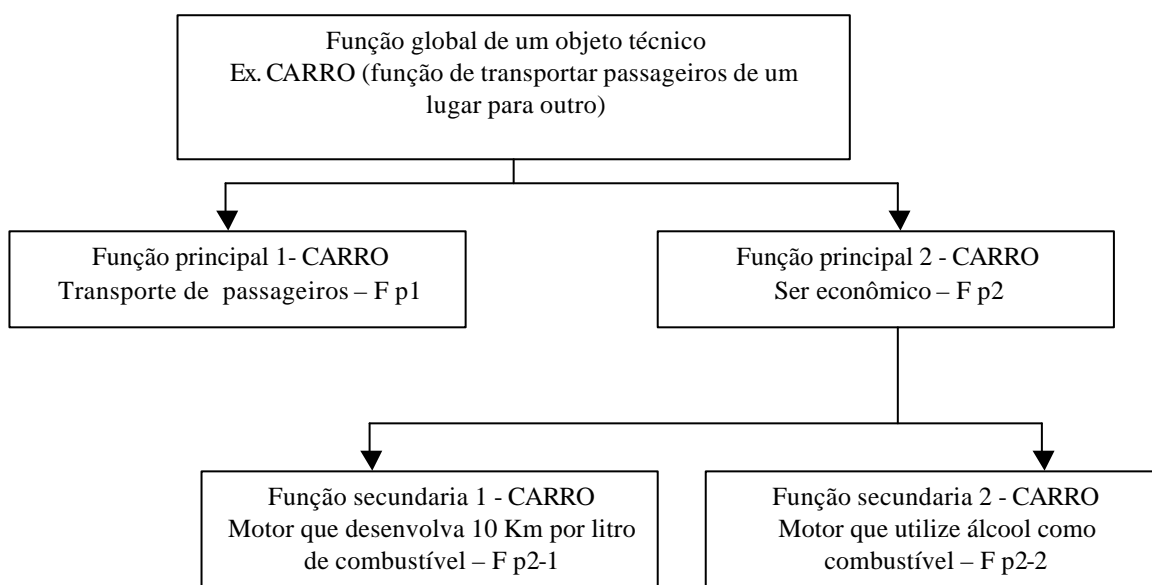 Função global de um objeto técnico
Ex. CARRO (função de transportar passageiros de um
lugar para outro)
Função principal 1- CARRO
Transporte de passageiros – F p1
Função principal 2 - CARRO
Ser econômico – F p2
Função secundaria 1 - CARRO
Motor que desenvolva 10 Km por litro
de combustível – F p2-1
Função secundaria 2 - CARRO
Motor que utilize álcool como
combustível – F p2-2